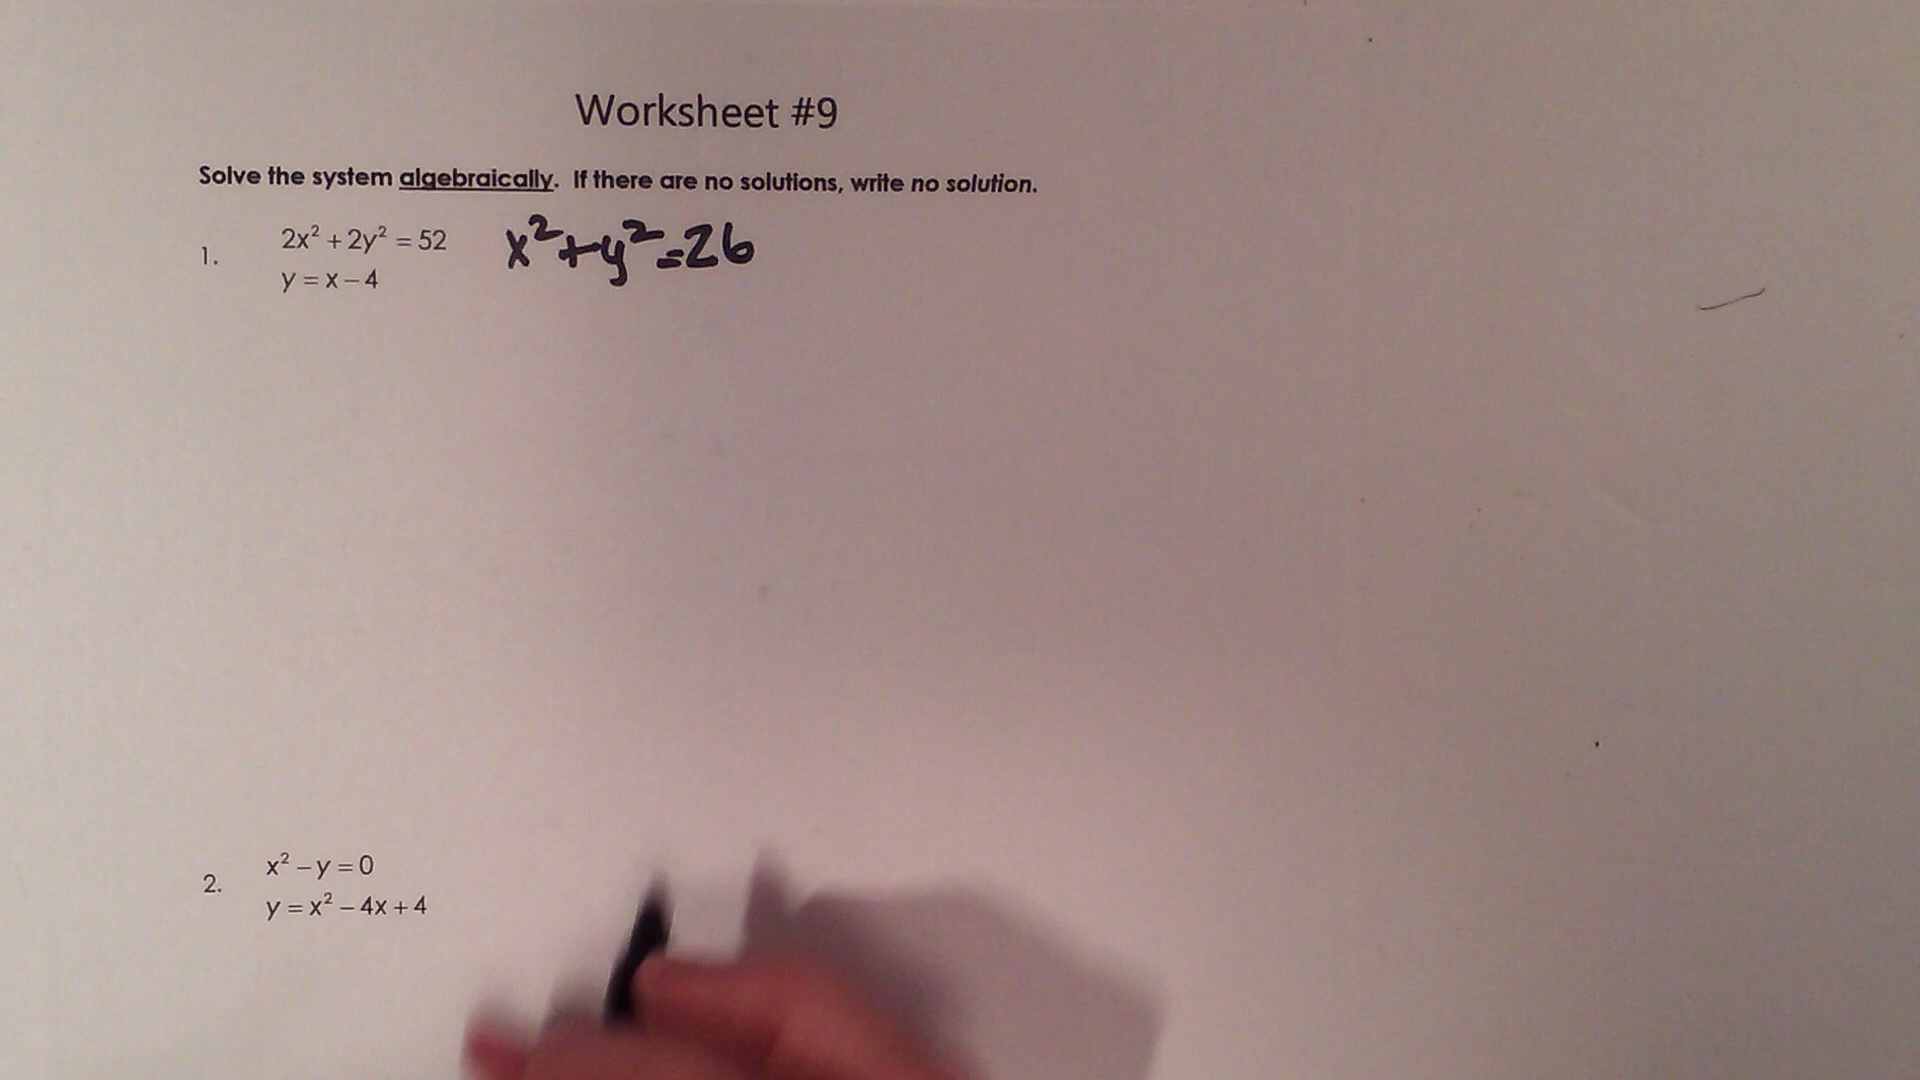 Worksheet #9
Solve the system algebraically. If there are no solutions, write no solution.
1.
2x² + 2y² = 52 x²+y²=26
y = x – 4
2.
x² – y = 0
y = x² – 4x + 4